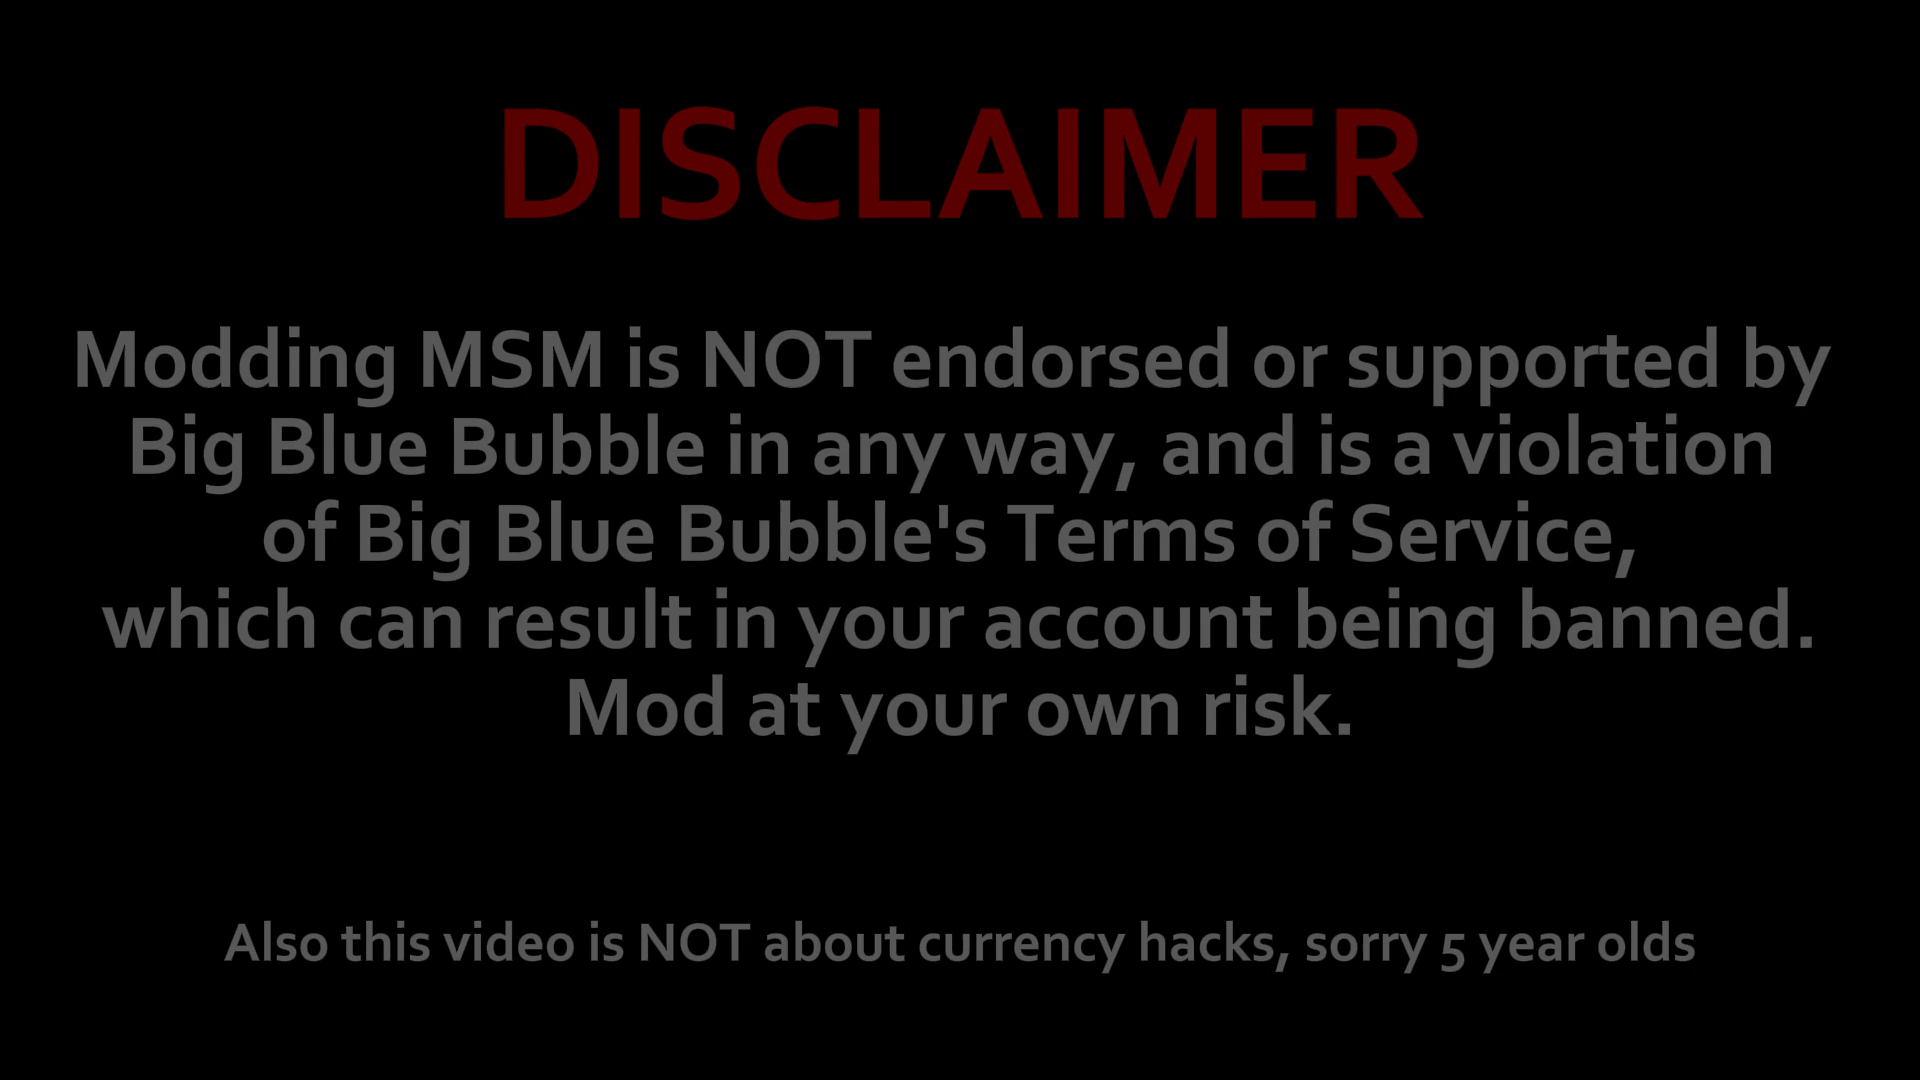 DISCLAIMER
Modding MSM is NOT endorsed or supported by
Big Blue Bubble in any way, and is a violation
of Big Blue Bubble's Terms of Service,
which can result in your account being banned.
Mod at your own risk.
Also this video is NOT about currency hacks, sorry 5 year olds